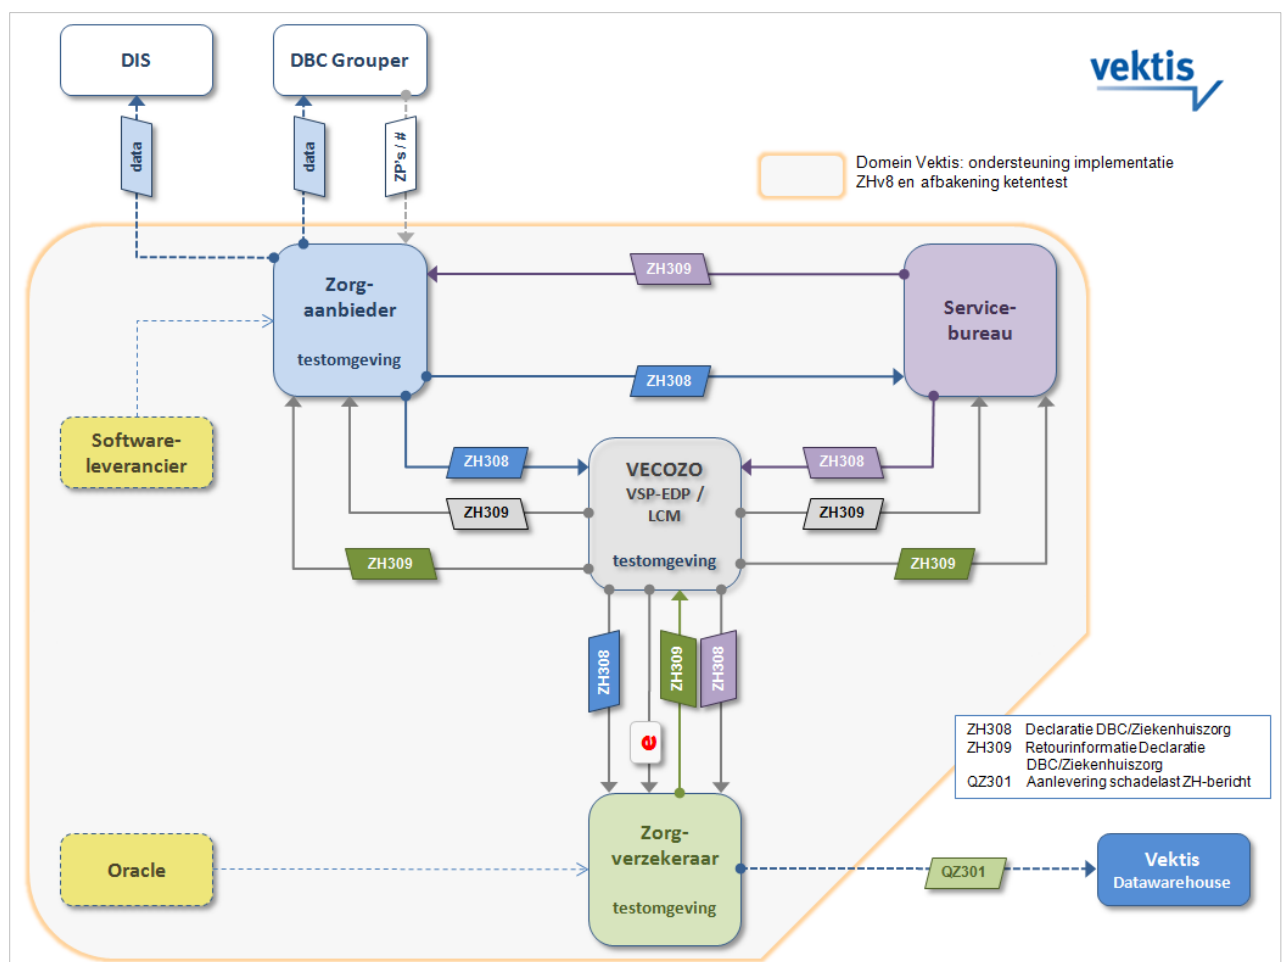 DIS
DBC Grouper
vektis
data
data
ZP's / #
Domein Vektis: ondersteuning implementatie
ZHv8 en afbakening ketentest
Zorg-
aanbieder
testomgeving
ZH309
Service-
bureau
ZH308
Software-
leverancier
ZH308
VECOZO
VSP-EDP /
LCM
testomgeving
ZH308
ZH309
ZH309
ZH309
ZH309
ZH308
e
ZH309
ZH308
ZH308 Declaratie DBC/Ziekenhuiszorg
ZH309 Retourinformatie Declaratie
DBC/Ziekenhuiszorg
QZ301 Aanlevering schadelast ZH-bericht
Oracle
Zorg-
verzekeraar
testomgeving
QZ301
Vektis
Datawarehouse